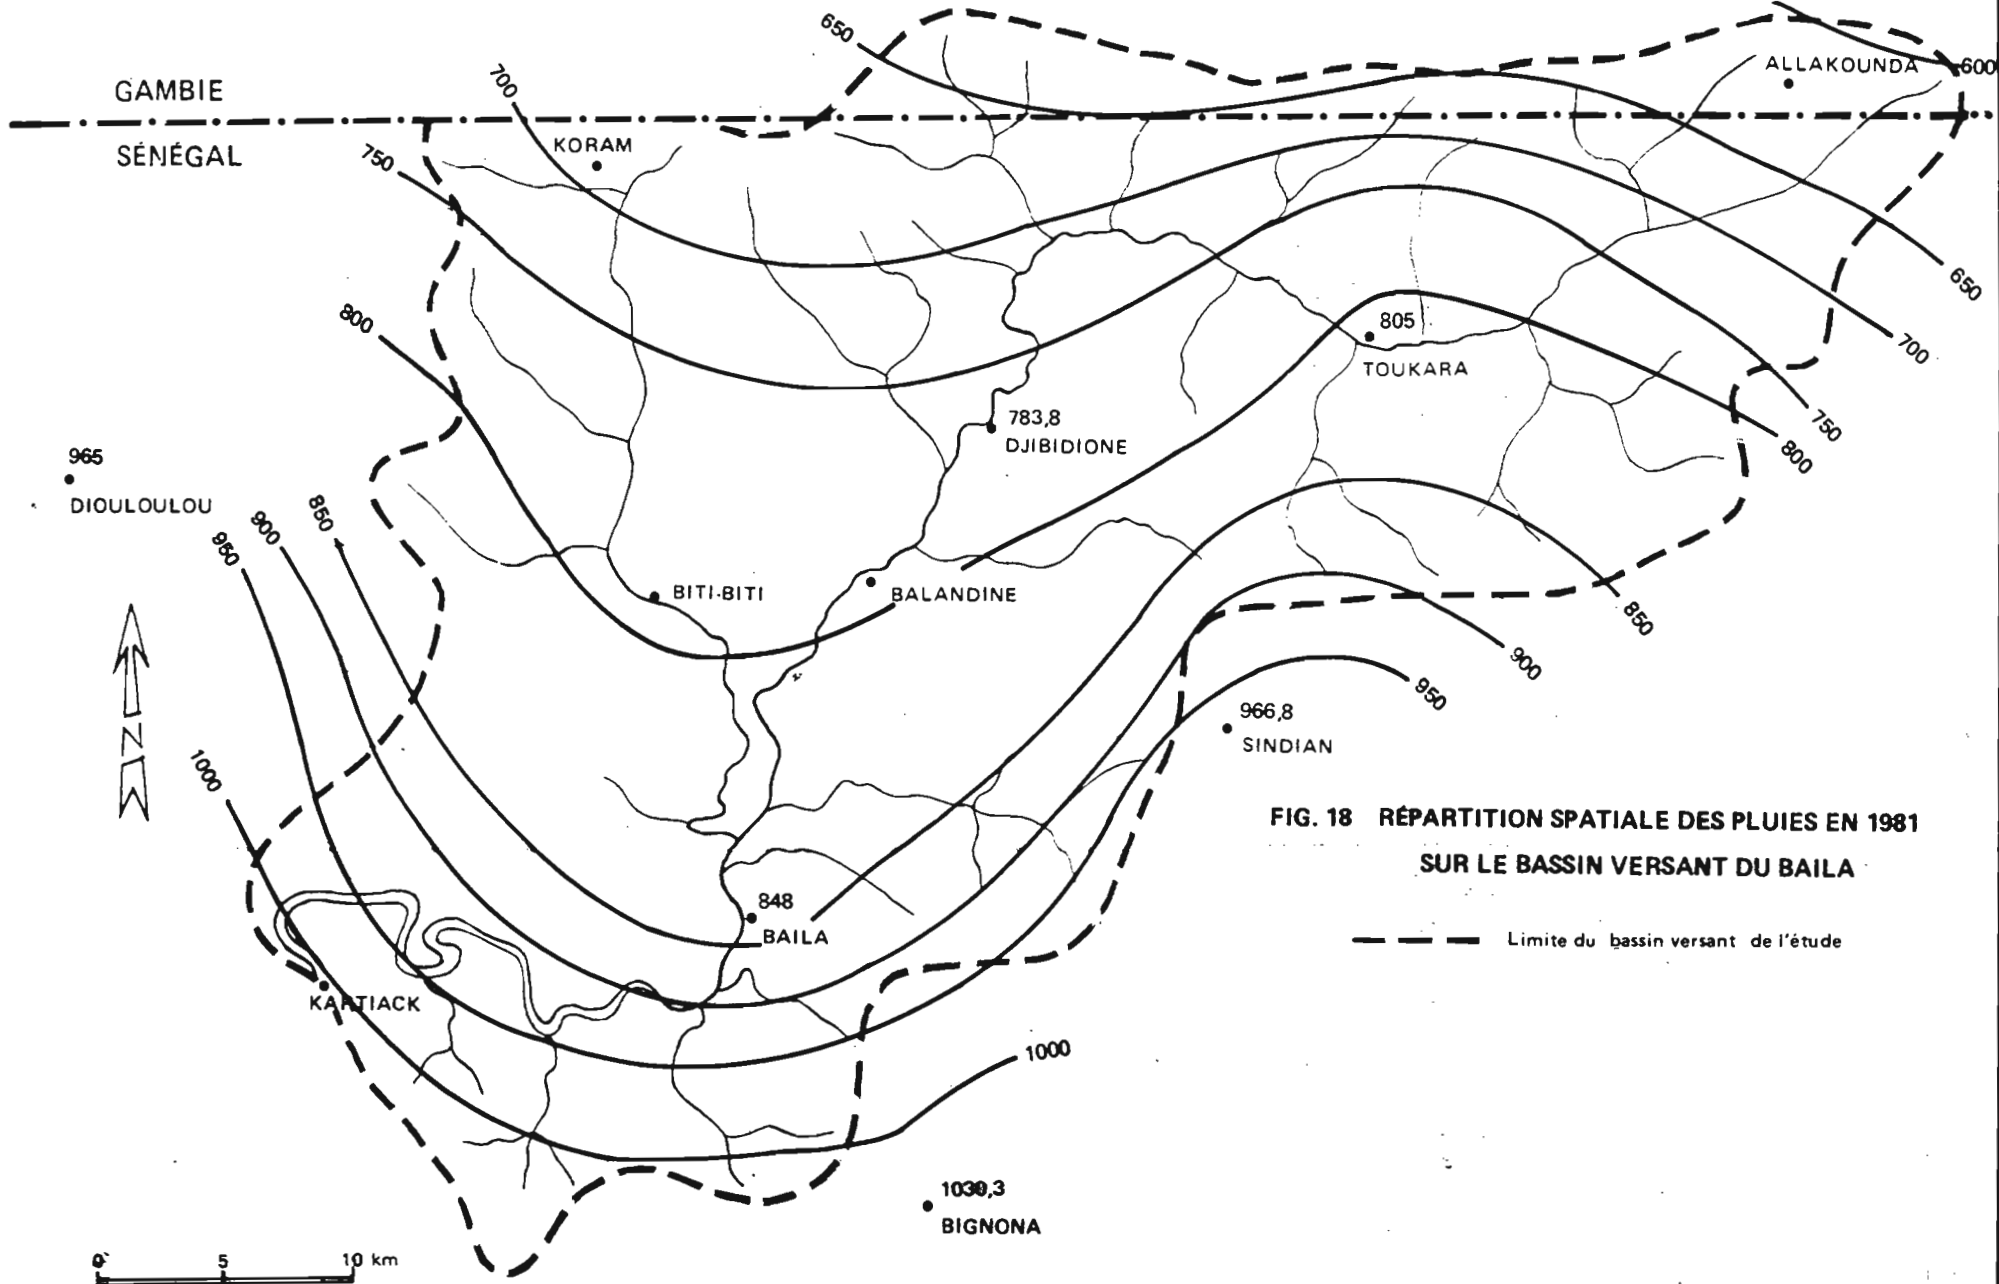 650
600
ALLAKOUNDA
GAMBIE
700
SÉNÉGAL
KORAM
750
800
650
700
805
TOUKARA
783,8
DJIBIDIONE
750
800
965
DIOULOULOU
950
900
850
BITI-BITI
BALANDINE
850
900
950
966,8
SINDIAN
N
1000
FIG. 18 RÉPARTITION SPATIALE DES PLUIES EN 1981
SUR LE BASSIN VERSANT DU BAILA
848
BAILA
Limite du bassin versant de l'étude
KARTIACK
1000
BIGNONA
0 5 10 km